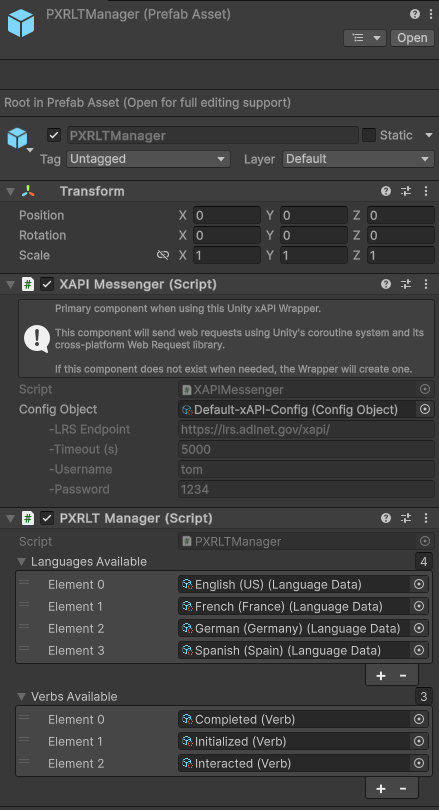 PXRLTManager (Prefab Asset)
Open
Root in Prefab Asset (Open for full editing support)
PXRLTManager
Static
Tag Untagged Layer Default
Transform
Position X 0 Y 0 Z 0
Rotation X 0 Y 0 Z 0
Scale X 1 Y 1 Z 1
# XAPI Messenger (Script)
Primary component when using this Unity xAPI Wrapper.
This component will send web requests using Unity's coroutine system and its
cross-platform Web Request library.
If this component does not exist when needed, the Wrapper will create one.
Script XAPIMessenger
Config Object Default-xAPI-Config (Config Object)
-LRS Endpoint https://lrs.adlnet.gov/xapi/
-Timeout (s) 5000
-Username tom
-Password 1234
# PXRLT Manager (Script)
Script PXRLTManager
Languages Available 4
Element 0 English (US) (Language Data)
Element 1 French (France) (Language Data)
Element 2 German (Germany) (Language Data)
Element 3 Spanish (Spain) (Language Data)
+ -
Verbs Available 3
Element 0 Completed (Verb)
Element 1 Initialized (Verb)
Element 2 Interacted (Verb)
+ -